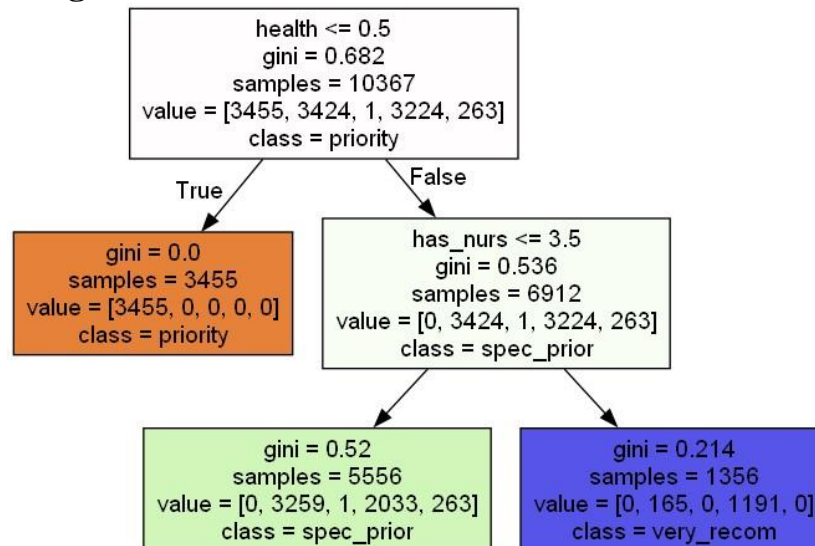 health <= 0.5
gini = 0.682
samples = 10367
value = [3455, 3424, 1, 3224, 263]
class = priority
True
False
gini = 0.0
samples = 3455
value = [3455, 0, 0, 0, 0]
class = priority
has_nurs <= 3.5
gini = 0.536
samples = 6912
value = [0, 3424, 1, 3224, 263]
class = spec_prior
gini = 0.52
samples = 5556
value = [0, 3259, 1, 2033, 263]
class = spec_prior
gini = 0.214
samples = 1356
value = [0, 165, 0, 1191, 0]
class = very_recom